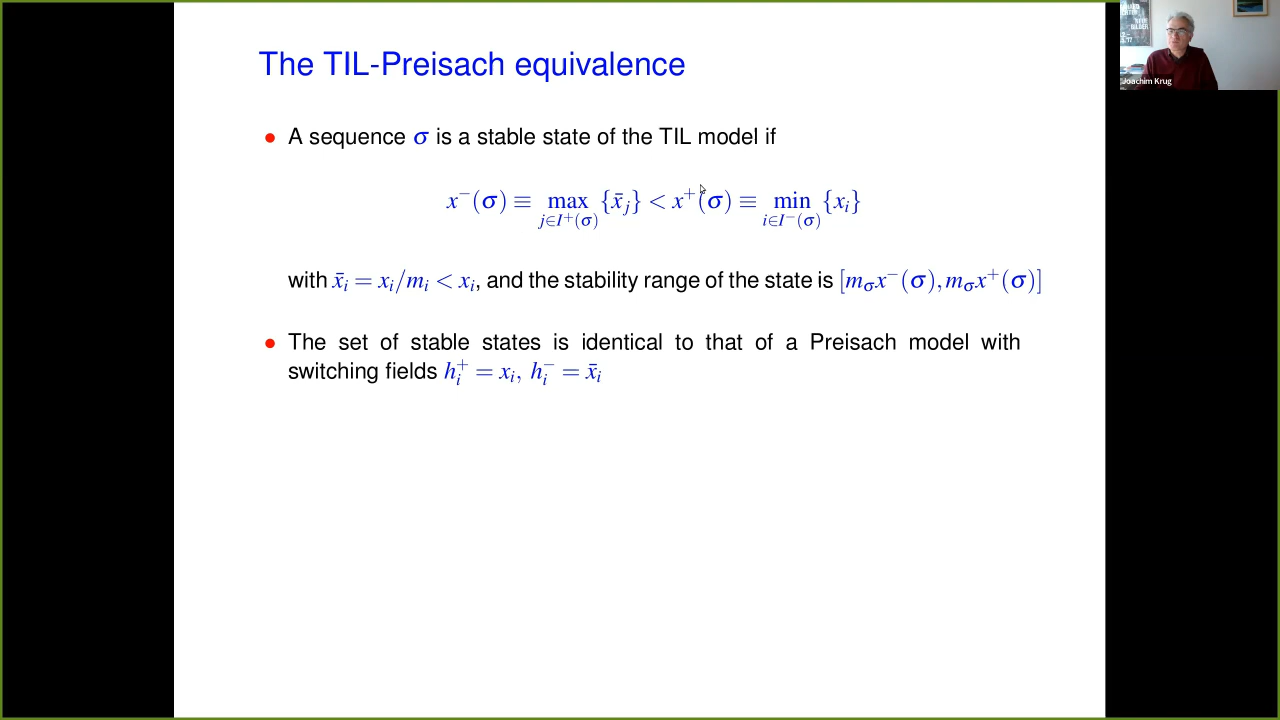 The TIL-Preisach equivalence
• A sequence σ is a stable state of the TIL model if
x⁻(σ) ≡ max_{j∈I⁺(σ)} {x̄_j} < x⁺(σ) ≡ min_{i∈I⁻(σ)} {x_i}
with x̄_i = x_i/m_i < x_i, and the stability range of the state is [m_σx⁻(σ), m_σx⁺(σ)]
• The set of stable states is identical to that of a Preisach model with
switching fields h_i⁺ = x_i, h_i⁻ = x̄_i
Joachim Krug